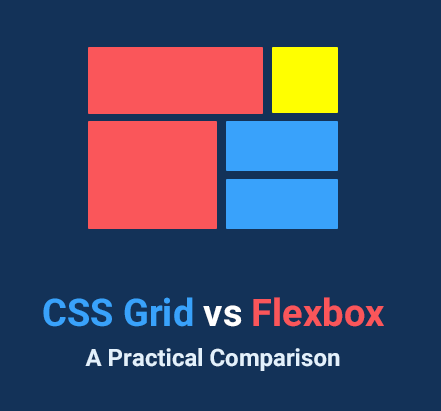 CSS Grid vs Flexbox
A Practical Comparison